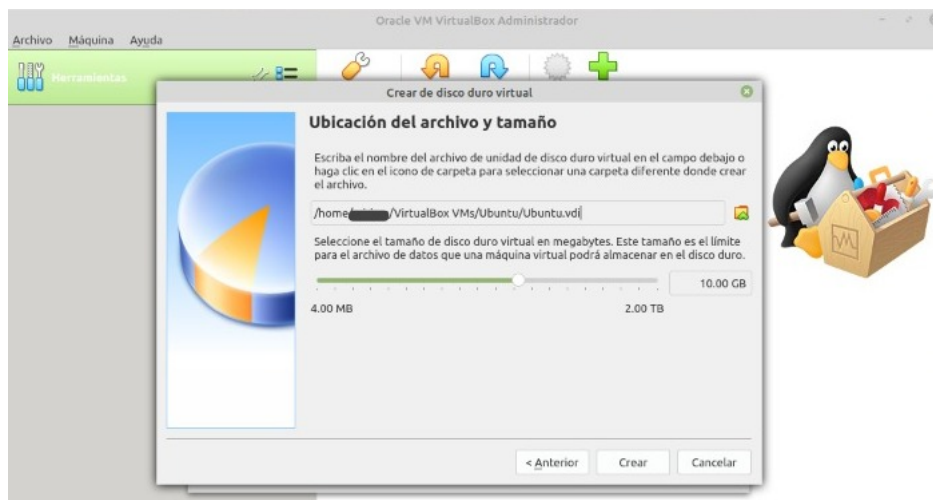 Oracle VM VirtualBox Administrador
Archivo Máquina Ayuda
Herramientas
Crear de disco duro virtual
Ubicación del archivo y tamaño
Escriba el nombre del archivo de unidad de disco duro virtual en el campo debajo o
haga clic en el icono de carpeta para seleccionar una carpeta diferente donde crear
el archivo.
/home/ /VirtualBox VMs/Ubuntu/Ubuntu.vdi
Seleccione el tamaño de disco duro virtual en megabytes. Este tamaño es el límite
para el archivo de datos que una máquina virtual podrá almacenar en el disco duro.
10.00 GB
4.00 MB 2.00 TB
< Anterior Crear Cancelar